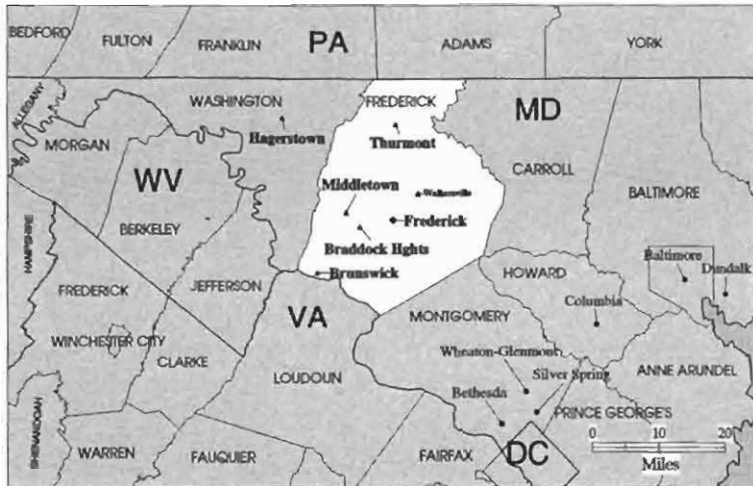 BEDFORD
FULTON
FRANKLIN
PA
ADAMS
YORK
ALLEGANY
MORGAN
WASHINGTON
Hagerstown
FREDERICK
Thurmont
MD
CARROLL
WV
BERKELEY
Middletown
Walkersville
Frederick
Braddock Hghts
Brunswick
BALTIMORE
Baltimore
Dundalk
HAMPSHIRE
FREDERICK
JEFFERSON
VA
HOWARD
Columbia
MONTGOMERY
WINCHESTER CITY
CLARKE
LOUDOUN
Wheaton-Glenmont
Silver Spring
Bethesda
ANNE ARUNDEL
PRINCE GEORGE'S
SHENANDOAH
WARREN
FAUQUIER
FAIRFAX
DC
0 10 20
Miles